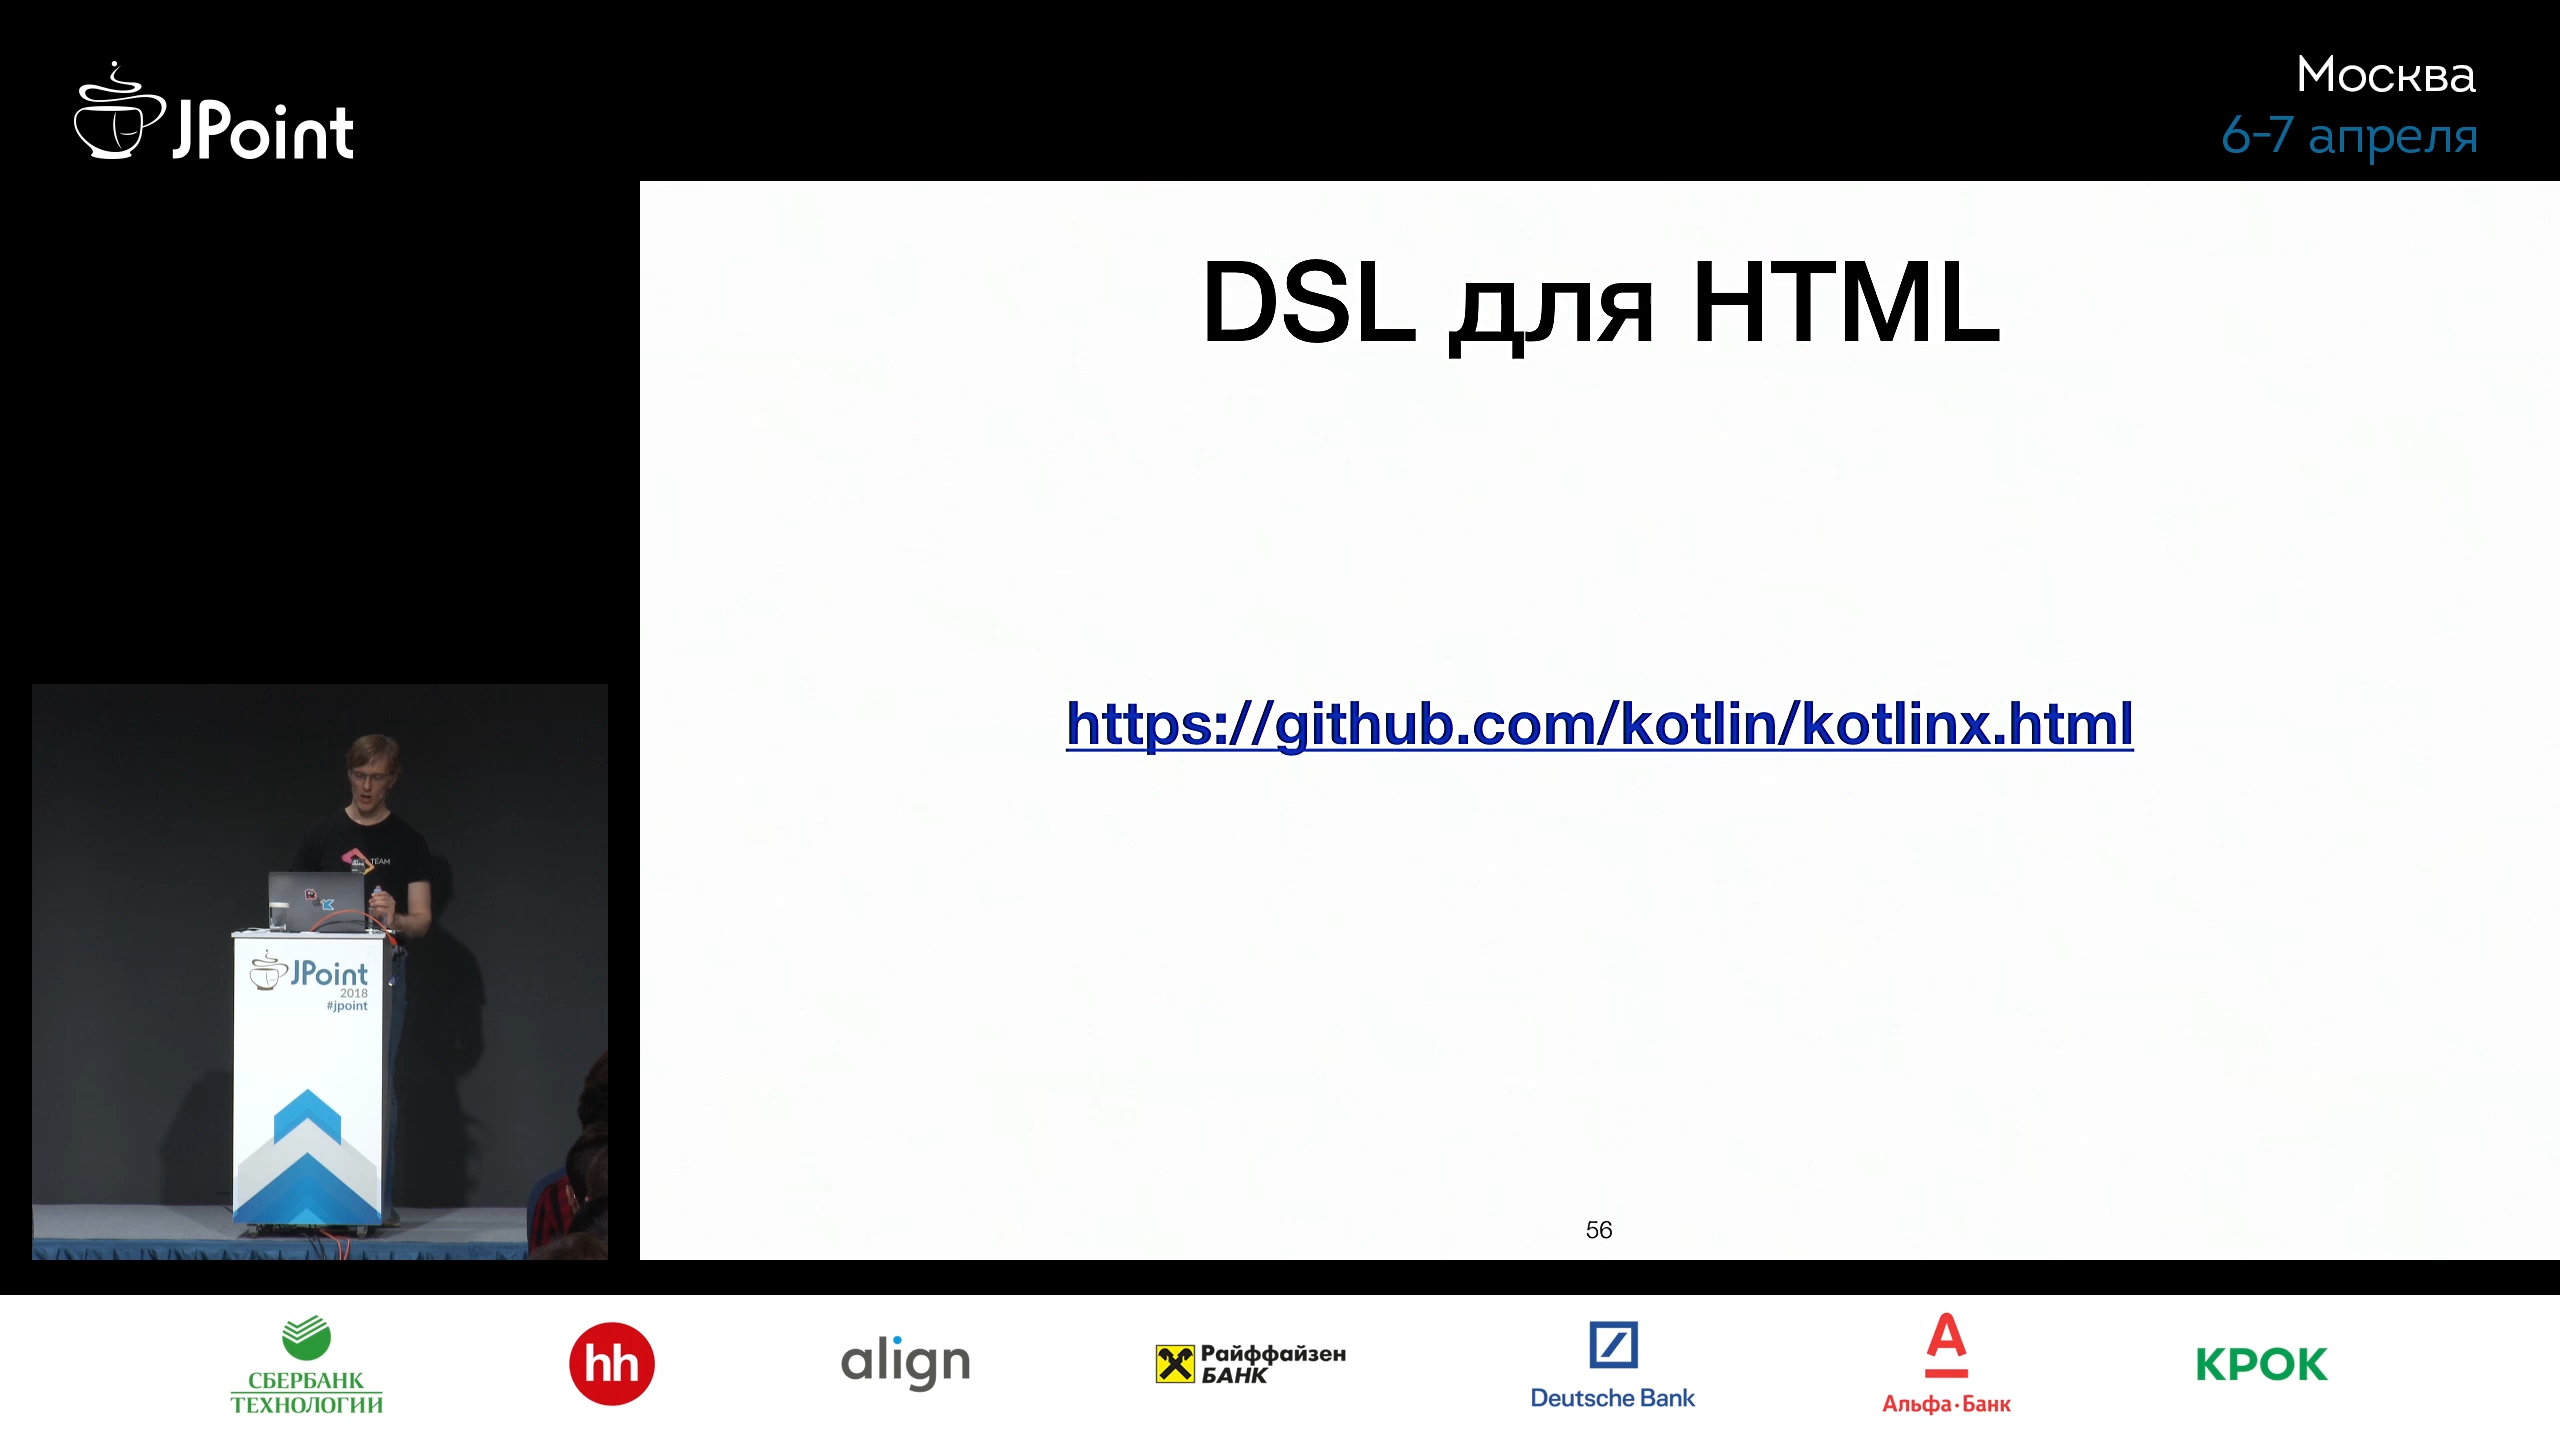 JPoint
Москва
6-7 апреля
DSL для HTML
https://github.com/kotlin/kotlinx.html
56
TEAM
JPoint
2018
#jpoint
СБЕРБАНК
ТЕХНОЛОГИИ
hh
align
Райффайзен
БАНК
Deutsche Bank
Альфа·Банк
КРОК